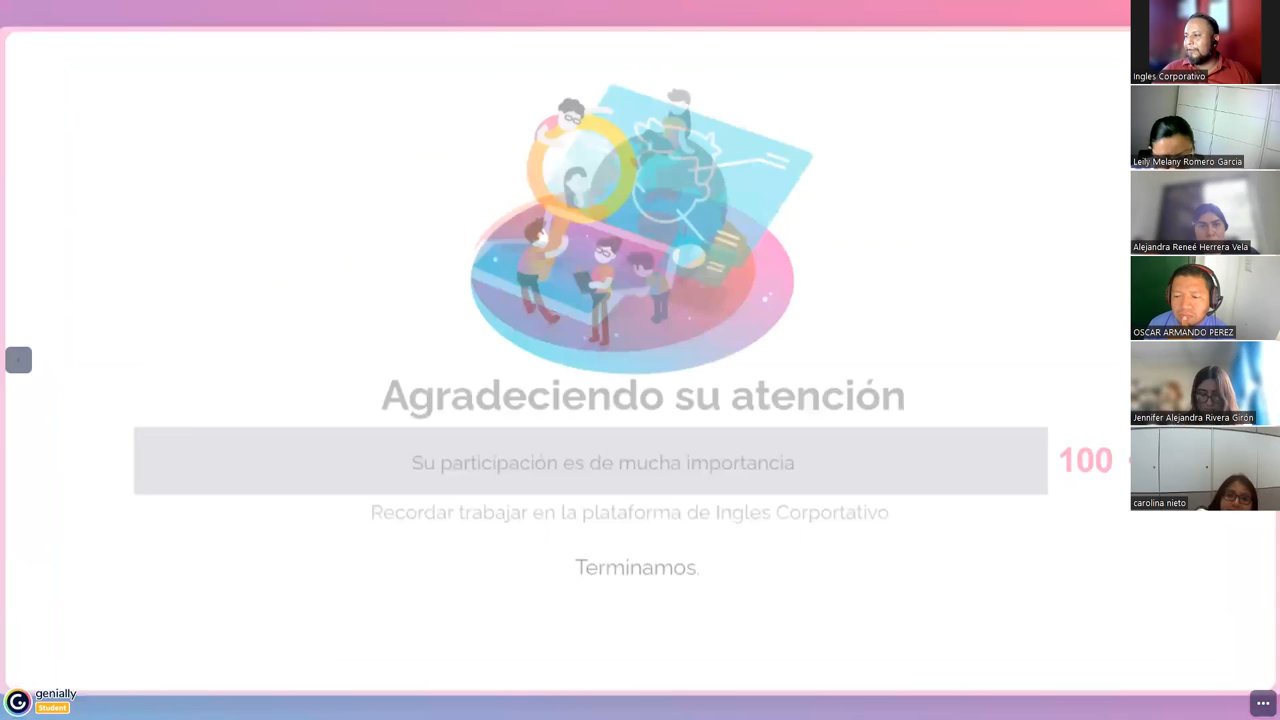 Agradeciendo su atención
Su participación es de mucha importancia
100
Recordar trabajar en la plataforma de Ingles Corportativo
Terminamos.
genially
Student
Ingles Corporativo
Leily Melany Romero Garcia
Alejandra Reneé Herrera Vela
OSCAR ARMANDO PEREZ
Jennifer Alejandra Rivera Girón
carolina nieto